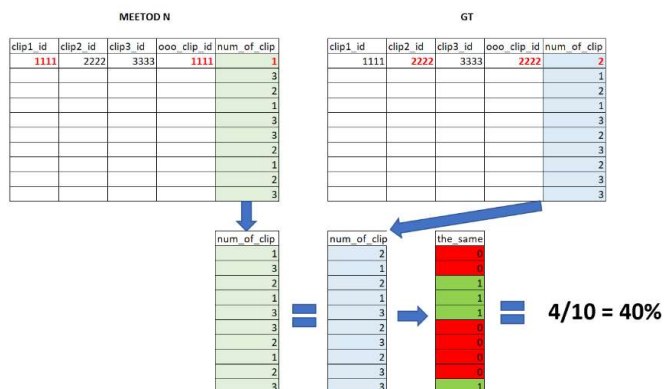 MEETOD N GT
clip1_id clip2_id clip3_id ooo_clip_id num_of_clip clip1_id clip2_id clip3_id ooo_clip_id num_of_clip
1111 2222 3333 1111 1 1111 2222 3333 2222 2
3 1
2 2
1 1
3 3
3 2
2 3
1 2
2 3
3 3
num_of_clip num_of_clip the_same
1 2 0
3 1 0
2 2 1
1 1 1
3 3 1 4/10 = 40%
3 2 0
2 3 0
1 2 0
2 3 0
3 3 1